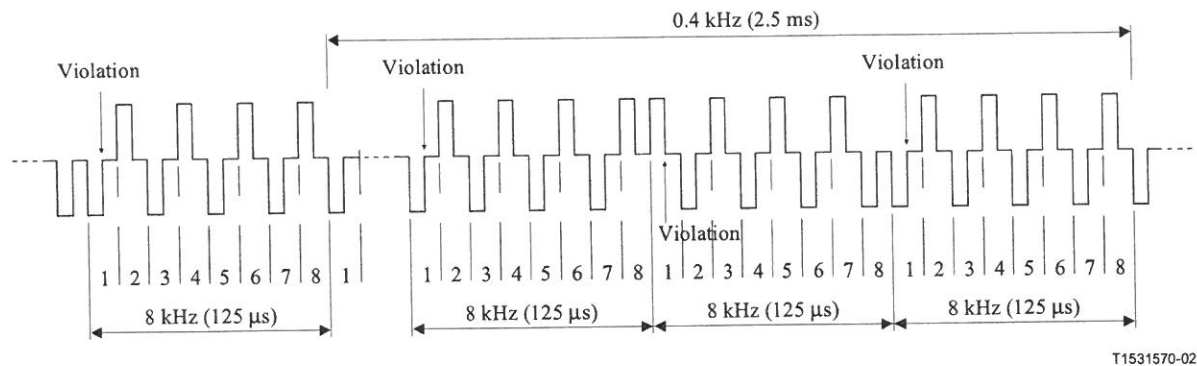 0.4 kHz (2.5 ms)
Violation
Violation
Violation
Violation
1 2 3 4 5 6 7 8 1
1 2 3 4 5 6 7 8 1 2 3 4 5 6 7 8 1 2 3 4 5 6 7 8
8 kHz (125 μs)
8 kHz (125 μs)
8 kHz (125 μs)
8 kHz (125 μs)
T1531570-02